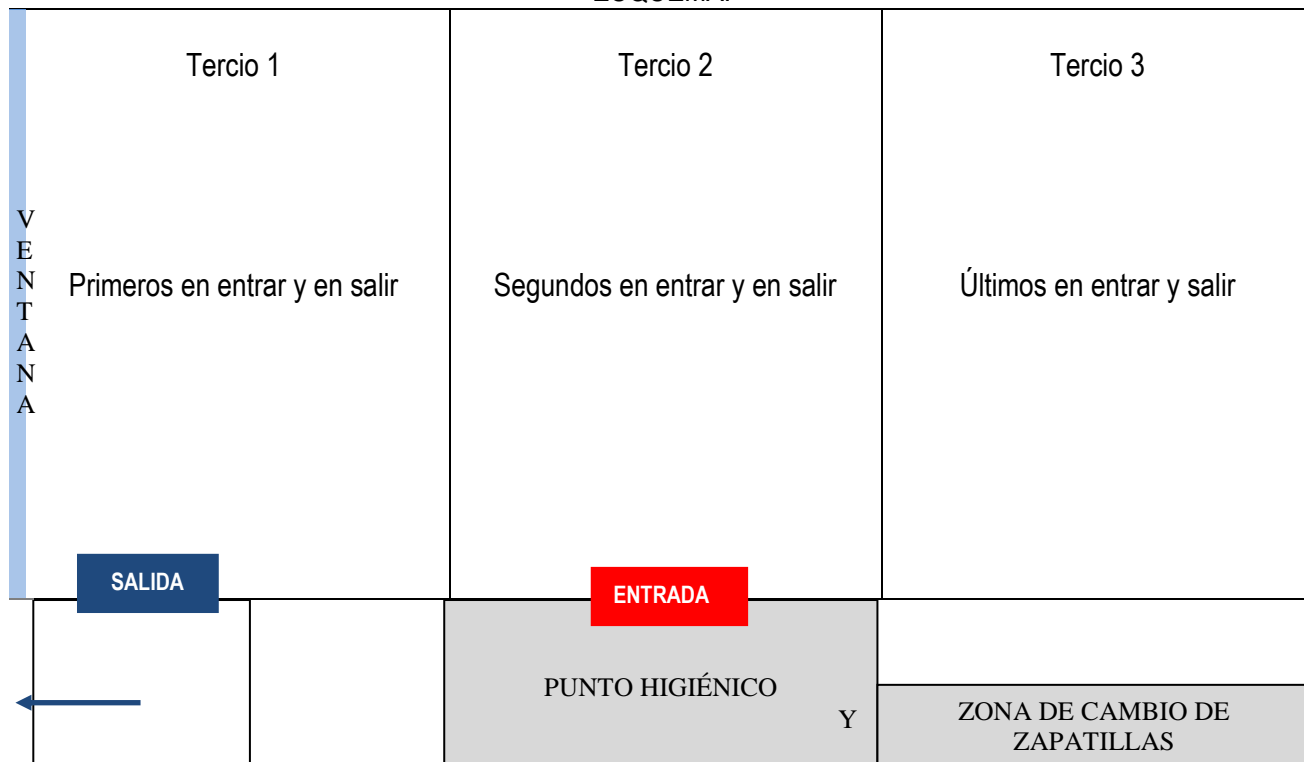 Tercio 1
Tercio 2
Tercio 3
V
E
N
T
A
N
A
Primeros en entrar y en salir
Segundos en entrar y en salir
Últimos en entrar y salir
SALIDA
ENTRADA
PUNTO HIGIÉNICO
Y
ZONA DE CAMBIO DE
ZAPATILLAS